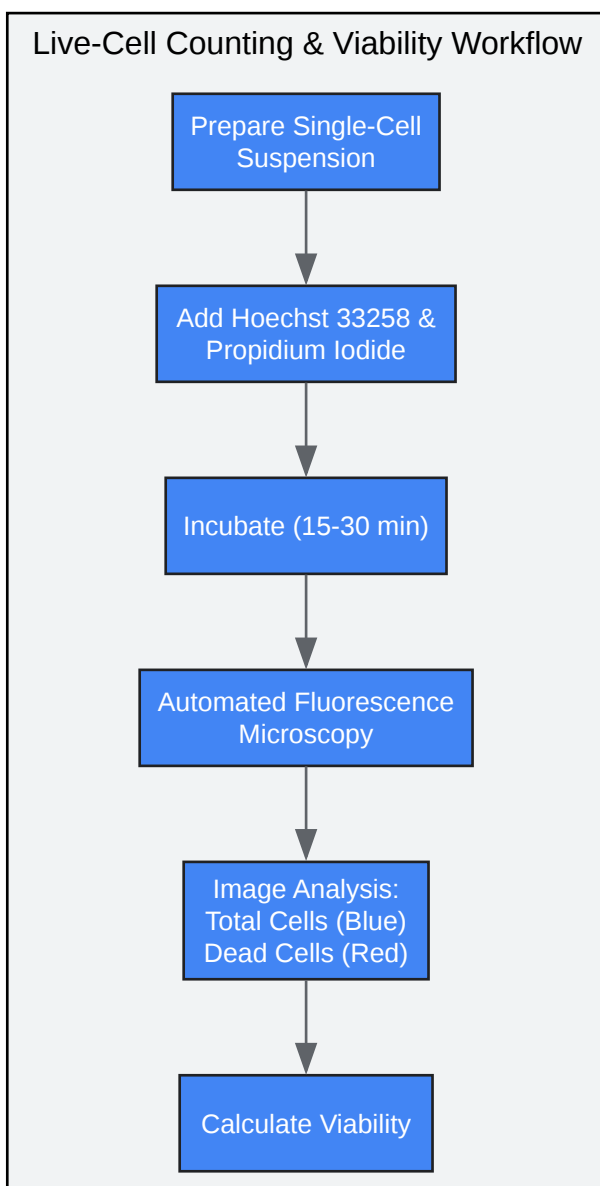 Live-Cell Counting & Viability Workflow
Prepare Single-Cell
Suspension
Add Hoechst 33258 &
Propidium Iodide
Incubate (15-30 min)
Automated Fluorescence
Microscopy
Image Analysis:
Total Cells (Blue)
Dead Cells (Red)
Calculate Viability